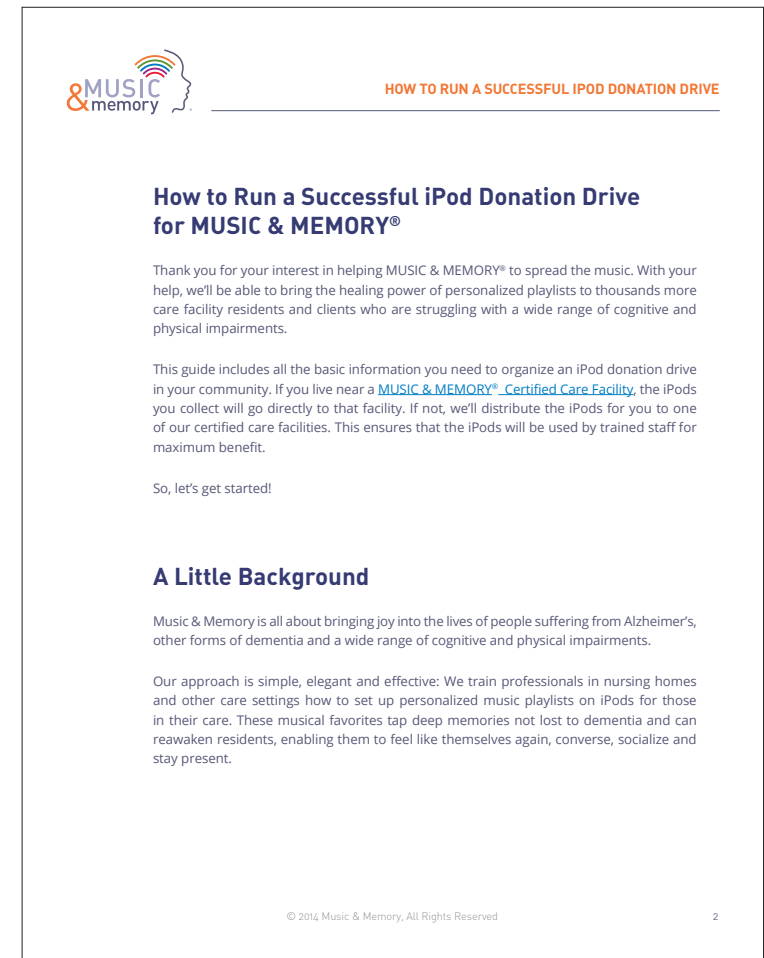 &MUSIC
memory
HOW TO RUN A SUCCESSFUL IPOD DONATION DRIVE
How to Run a Successful iPod Donation Drive
for MUSIC & MEMORY®
Thank you for your interest in helping MUSIC & MEMORY® to spread the music. With your
help, we'll be able to bring the healing power of personalized playlists to thousands more
care facility residents and clients who are struggling with a wide range of cognitive and
physical impairments.
This guide includes all the basic information you need to organize an iPod donation drive
in your community. If you live near a MUSIC & MEMORY® Certified Care Facility, the iPods
you collect will go directly to that facility. If not, we'll distribute the iPods for you to one
of our certified care facilities. This ensures that the iPods will be used by trained staff for
maximum benefit.
So, let's get started!
A Little Background
Music & Memory is all about bringing joy into the lives of people suffering from Alzheimer's,
other forms of dementia and a wide range of cognitive and physical impairments.
Our approach is simple, elegant and effective: We train professionals in nursing homes
and other care settings how to set up personalized music playlists on iPods for those
in their care. These musical favorites tap deep memories not lost to dementia and can
reawaken residents, enabling them to feel like themselves again, converse, socialize and
stay present.
© 2014 Music & Memory, All Rights Reserved
2